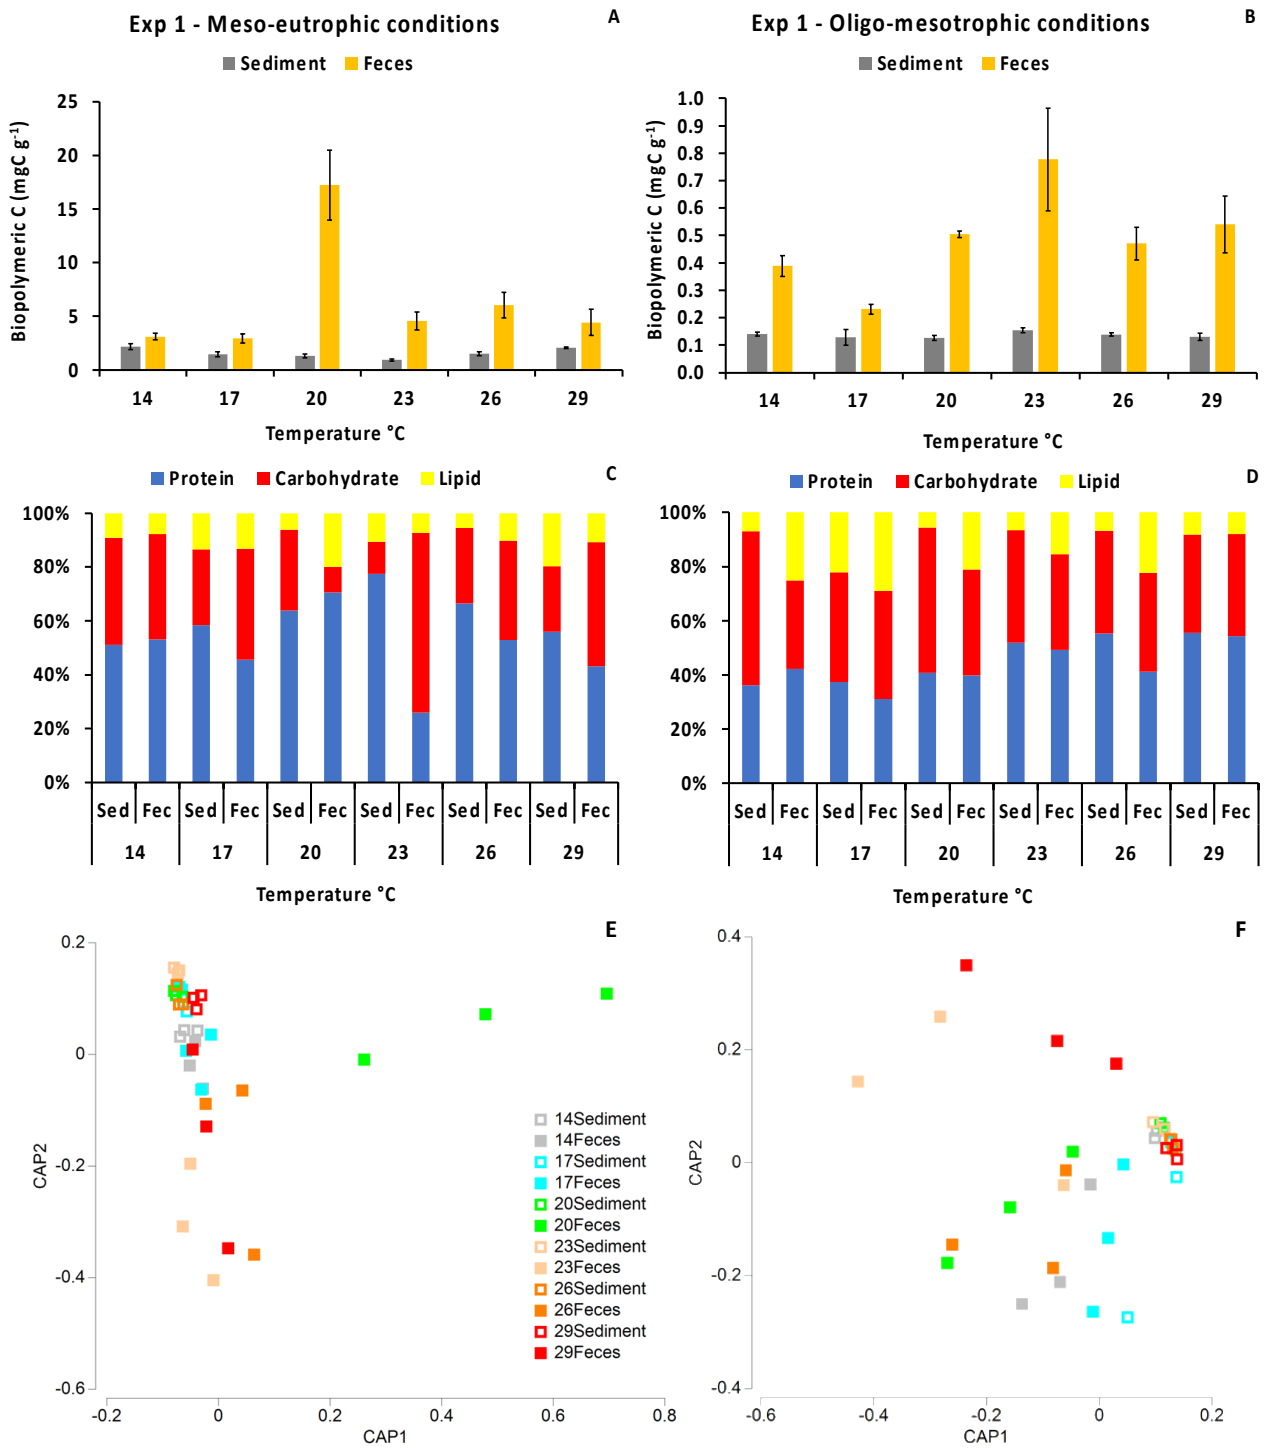 Exp 1 - Meso-eutrophic conditions
A
Sediment Feces
Biopolymeric C (mgC g⁻¹)
25
20
15
10
5
0
14 17 20 23 26 29
Temperature °C
Exp 1 - Oligo-mesotrophic conditions
B
Sediment Feces
Biopolymeric C (mgC g⁻¹)
1.0
0.9
0.8
0.7
0.6
0.5
0.4
0.3
0.2
0.1
0.0
14 17 20 23 26 29
Temperature °C
Protein Carbohydrate Lipid
C
100%
80%
60%
40%
20%
0%
Sed Fec Sed Fec Sed Fec Sed Fec Sed Fec Sed Fec
14 17 20 23 26 29
Temperature °C
Protein Carbohydrate Lipid
D
100%
80%
60%
40%
20%
0%
Sed Fec Sed Fec Sed Fec Sed Fec Sed Fec Sed Fec
14 17 20 23 26 29
Temperature °C
E
0.2
0
-0.2
-0.4
-0.6
CAP2
-0.2 0 0.2 0.4 0.6 0.8
CAP1
14Sediment
14Feces
17Sediment
17Feces
20Sediment
20Feces
23Sediment
23Feces
26Sediment
26Feces
29Sediment
29Feces
F
0.4
0.2
0
-0.2
-0.4
CAP2
-0.6 -0.4 -0.2 0 0.2
CAP1